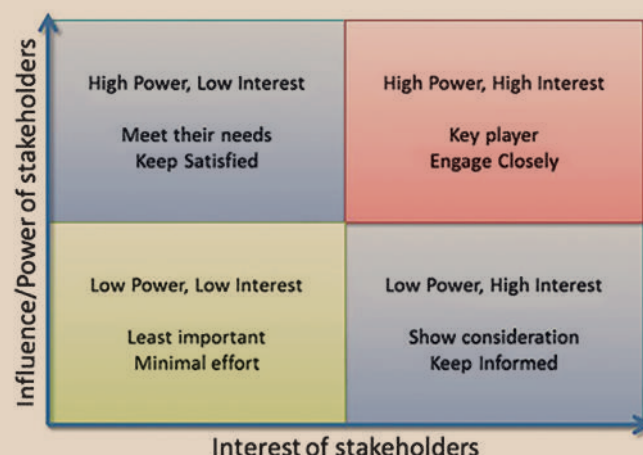 Influence/Power of stakeholders
High Power, Low Interest
Meet their needs
Keep Satisfied
High Power, High Interest
Key player
Engage Closely
Low Power, Low Interest
Least important
Minimal effort
Low Power, High Interest
Show consideration
Keep Informed
Interest of stakeholders